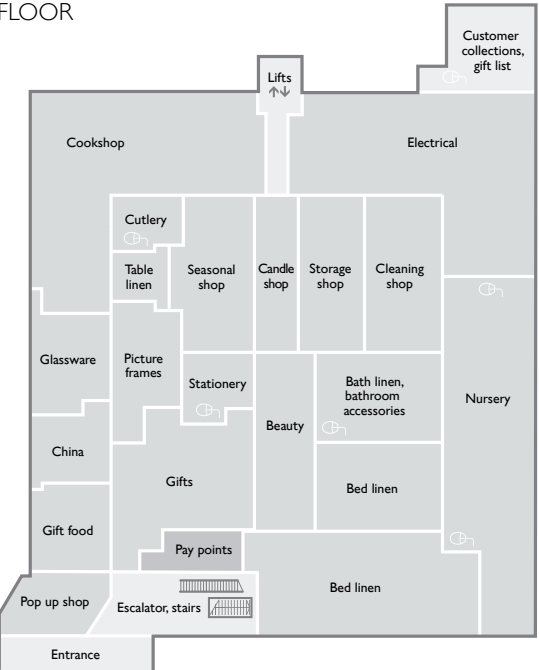 FLOOR
Customer
collections,
gift list
Lifts
Cookshop
Electrical
Cutlery
Table
linen
Seasonal
shop
Candle
shop
Storage
shop
Cleaning
shop
Glassware
Picture
frames
Stationery
Bath linen,
bathroom
accessories
Nursery
Beauty
China
Gifts
Bed linen
Gift food
Pay points
Pop up shop
Escalator, stairs
Bed linen
Entrance